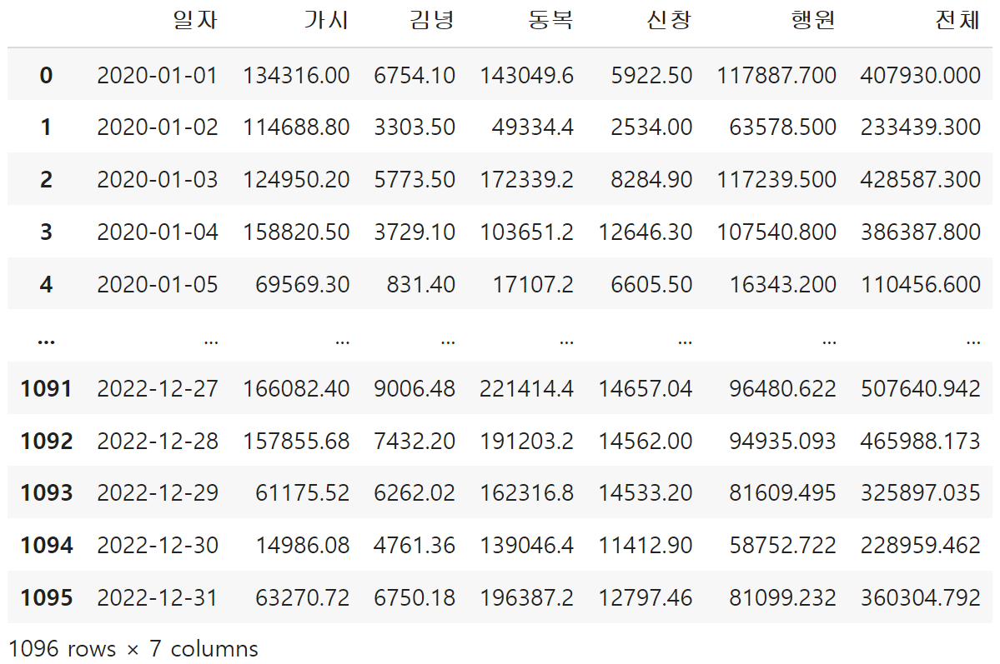 일자 가시 김녕 동복 신창 행원 전체
0 2020-01-01 134316.00 6754.10 143049.6 5922.50 117887.700 407930.000
1 2020-01-02 114688.80 3303.50 49334.4 2534.00 63578.500 233439.300
2 2020-01-03 124950.20 5773.50 172339.2 8284.90 117239.500 428587.300
3 2020-01-04 158820.50 3729.10 103651.2 12646.30 107540.800 386387.800
4 2020-01-05 69569.30 831.40 17107.2 6605.50 16343.200 110456.600
... ... ... ... ... ... ... ...
1091 2022-12-27 166082.40 9006.48 221414.4 14657.04 96480.622 507640.942
1092 2022-12-28 157855.68 7432.20 191203.2 14562.00 94935.093 465988.173
1093 2022-12-29 61175.52 6262.02 162316.8 14533.20 81609.495 325897.035
1094 2022-12-30 14986.08 4761.36 139046.4 11412.90 58752.722 228959.462
1095 2022-12-31 63270.72 6750.18 196387.2 12797.46 81099.232 360304.792
1096 rows × 7 columns